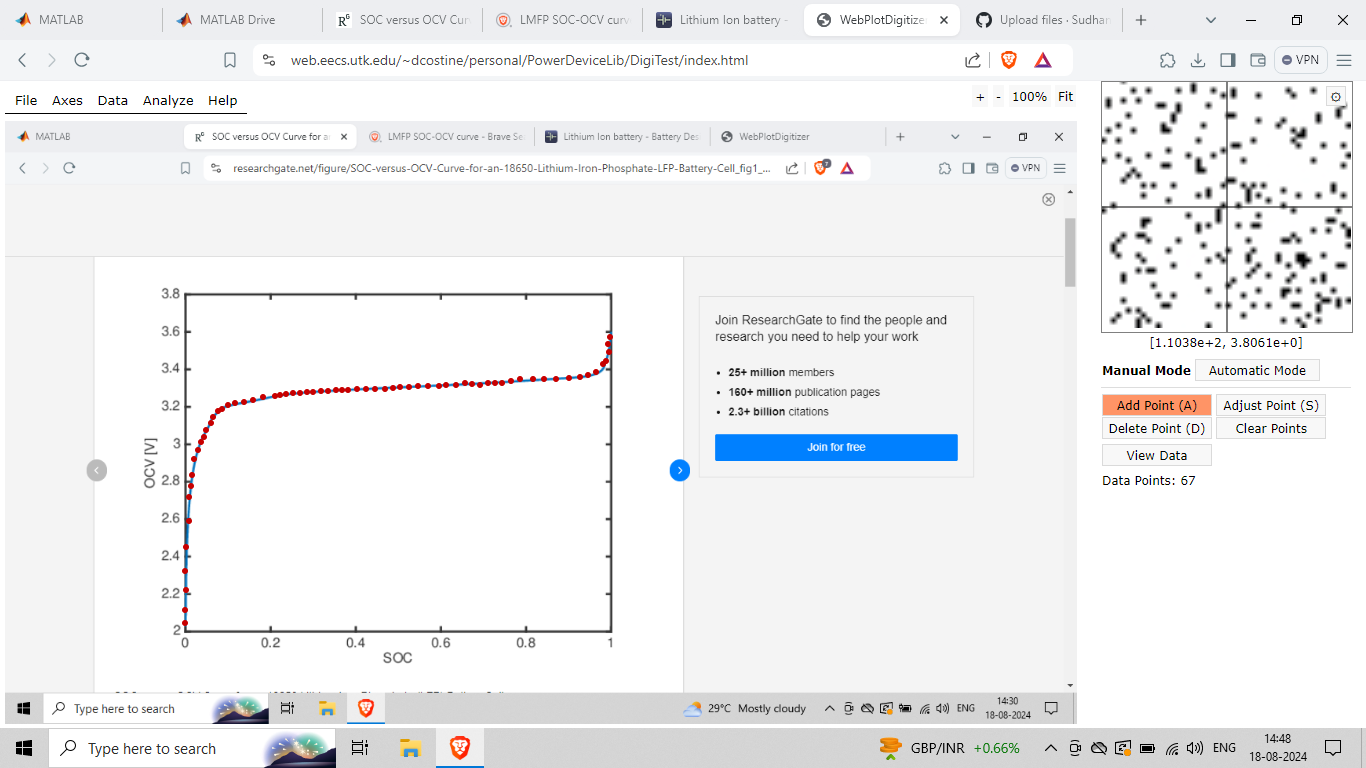 MATLAB
MATLAB Drive
SOC versus OCV Cur
LMFP SOC-OCV curv
Lithium Ion battery -
WebPlotDigitize
Upload files · Sudhan
web.eecs.utk.edu/~dcostine/personal/PowerDeviceLib/DigiTest/index.html
VPN
File Axes Data Analyze Help
+ - 100% Fit
MATLAB
SOC versus OCV Curve for a
LMFP SOC-OCV curve - Brave Se
Lithium Ion battery - Battery Des
WebPlotDigitizer
researchgate.net/figure/SOC-versus-OCV-Curve-for-an-18650-Lithium-Iron-Phosphate-LFP-Battery-Cell_fig1_...
7
VPN
3.8
3.6
3.4
3.2
3
2.8
2.6
2.4
2.2
2
OCV [V]
0 0.2 0.4 0.6 0.8 1
SOC
Join ResearchGate to find the people and
research you need to help your work
25+ million members
160+ million publication pages
2.3+ billion citations
Join for free
[1.1038e+2, 3.8061e+0]
Manual Mode Automatic Mode
Add Point (A) Adjust Point (S)
Delete Point (D) Clear Points
View Data
Data Points: 67
Type here to search
29°C Mostly cloudy
ENG
14:30
18-08-2024
Type here to search
GBP/INR +0.66%
ENG
14:48
18-08-2024